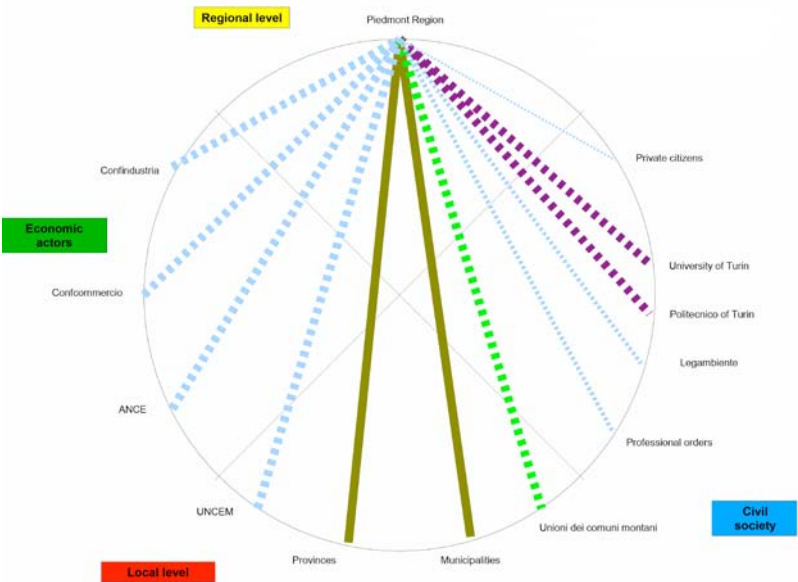 Regional level
Piedmont Region
Private citizens
Confindustria
Economic
actors
University of Turin
Confcommercio
Politecnico of Turin
Legambiente
ANCE
Professional orders
UNCEM
Unioni dei comuni montani
Civil
society
Provinces
Municipalities
Local level